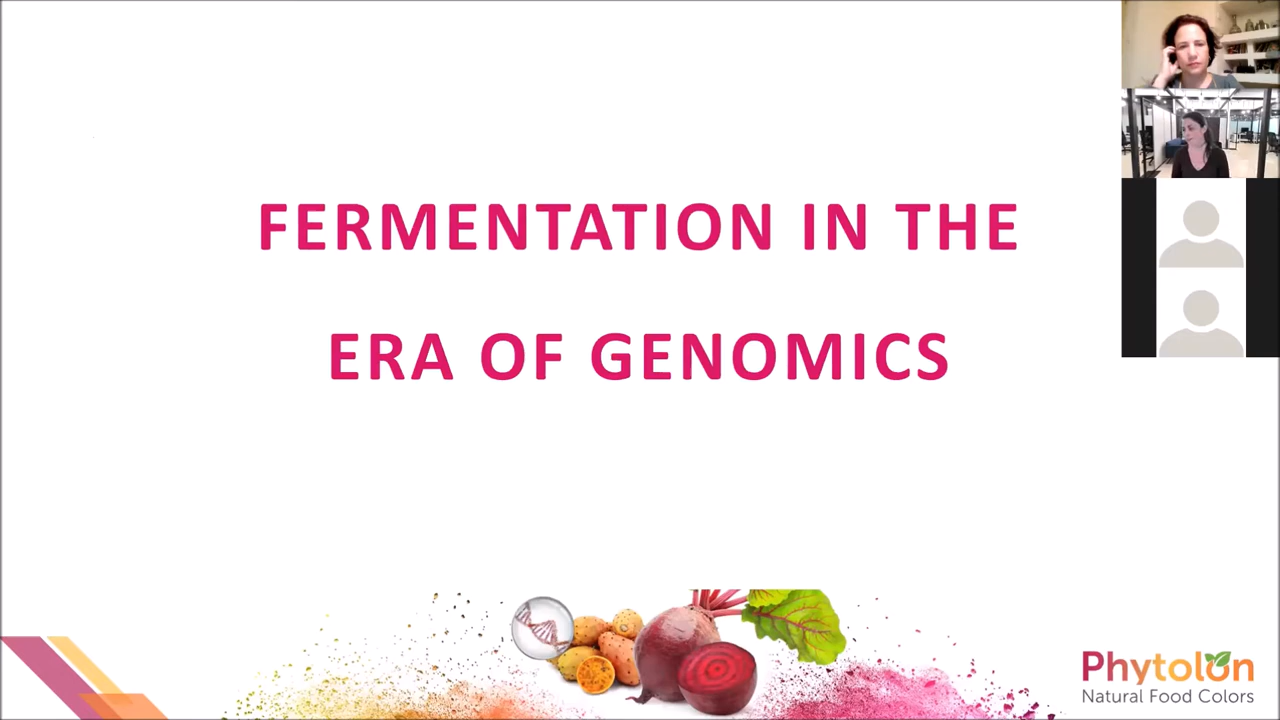 FERMENTATION IN THE
ERA OF GENOMICS
Phytolon
Natural Food Colors